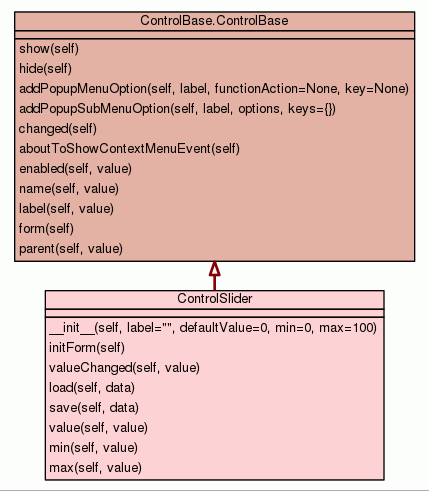 ControlBase.ControlBase
show(self)
hide(self)
addPopupMenuOption(self, label, functionAction=None, key=None)
addPopupSubMenuOption(self, label, options, keys={})
changed(self)
aboutToShowContextMenuEvent(self)
enabled(self, value)
name(self, value)
label(self, value)
form(self)
parent(self, value)
ControlSlider
__init__(self, label="", defaultValue=0, min=0, max=100)
initForm(self)
valueChanged(self, value)
load(self, data)
save(self, data)
value(self, value)
min(self, value)
max(self, value)